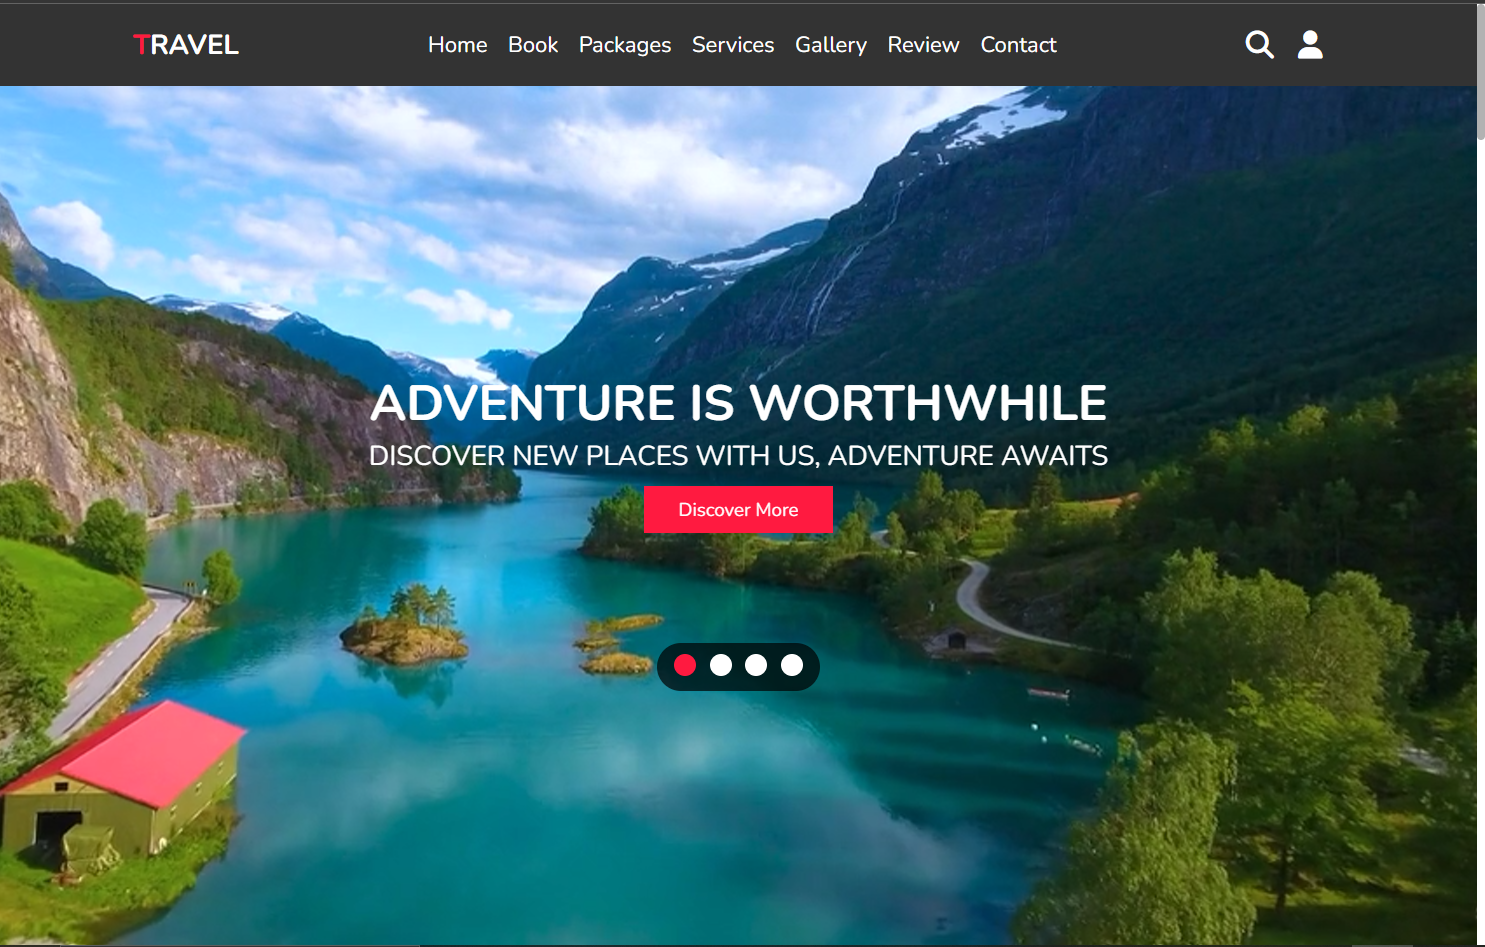 TRAVEL
Home Book Packages Services Gallery Review Contact
ADVENTURE IS WORTHWHILE
DISCOVER NEW PLACES WITH US, ADVENTURE AWAITS
Discover More